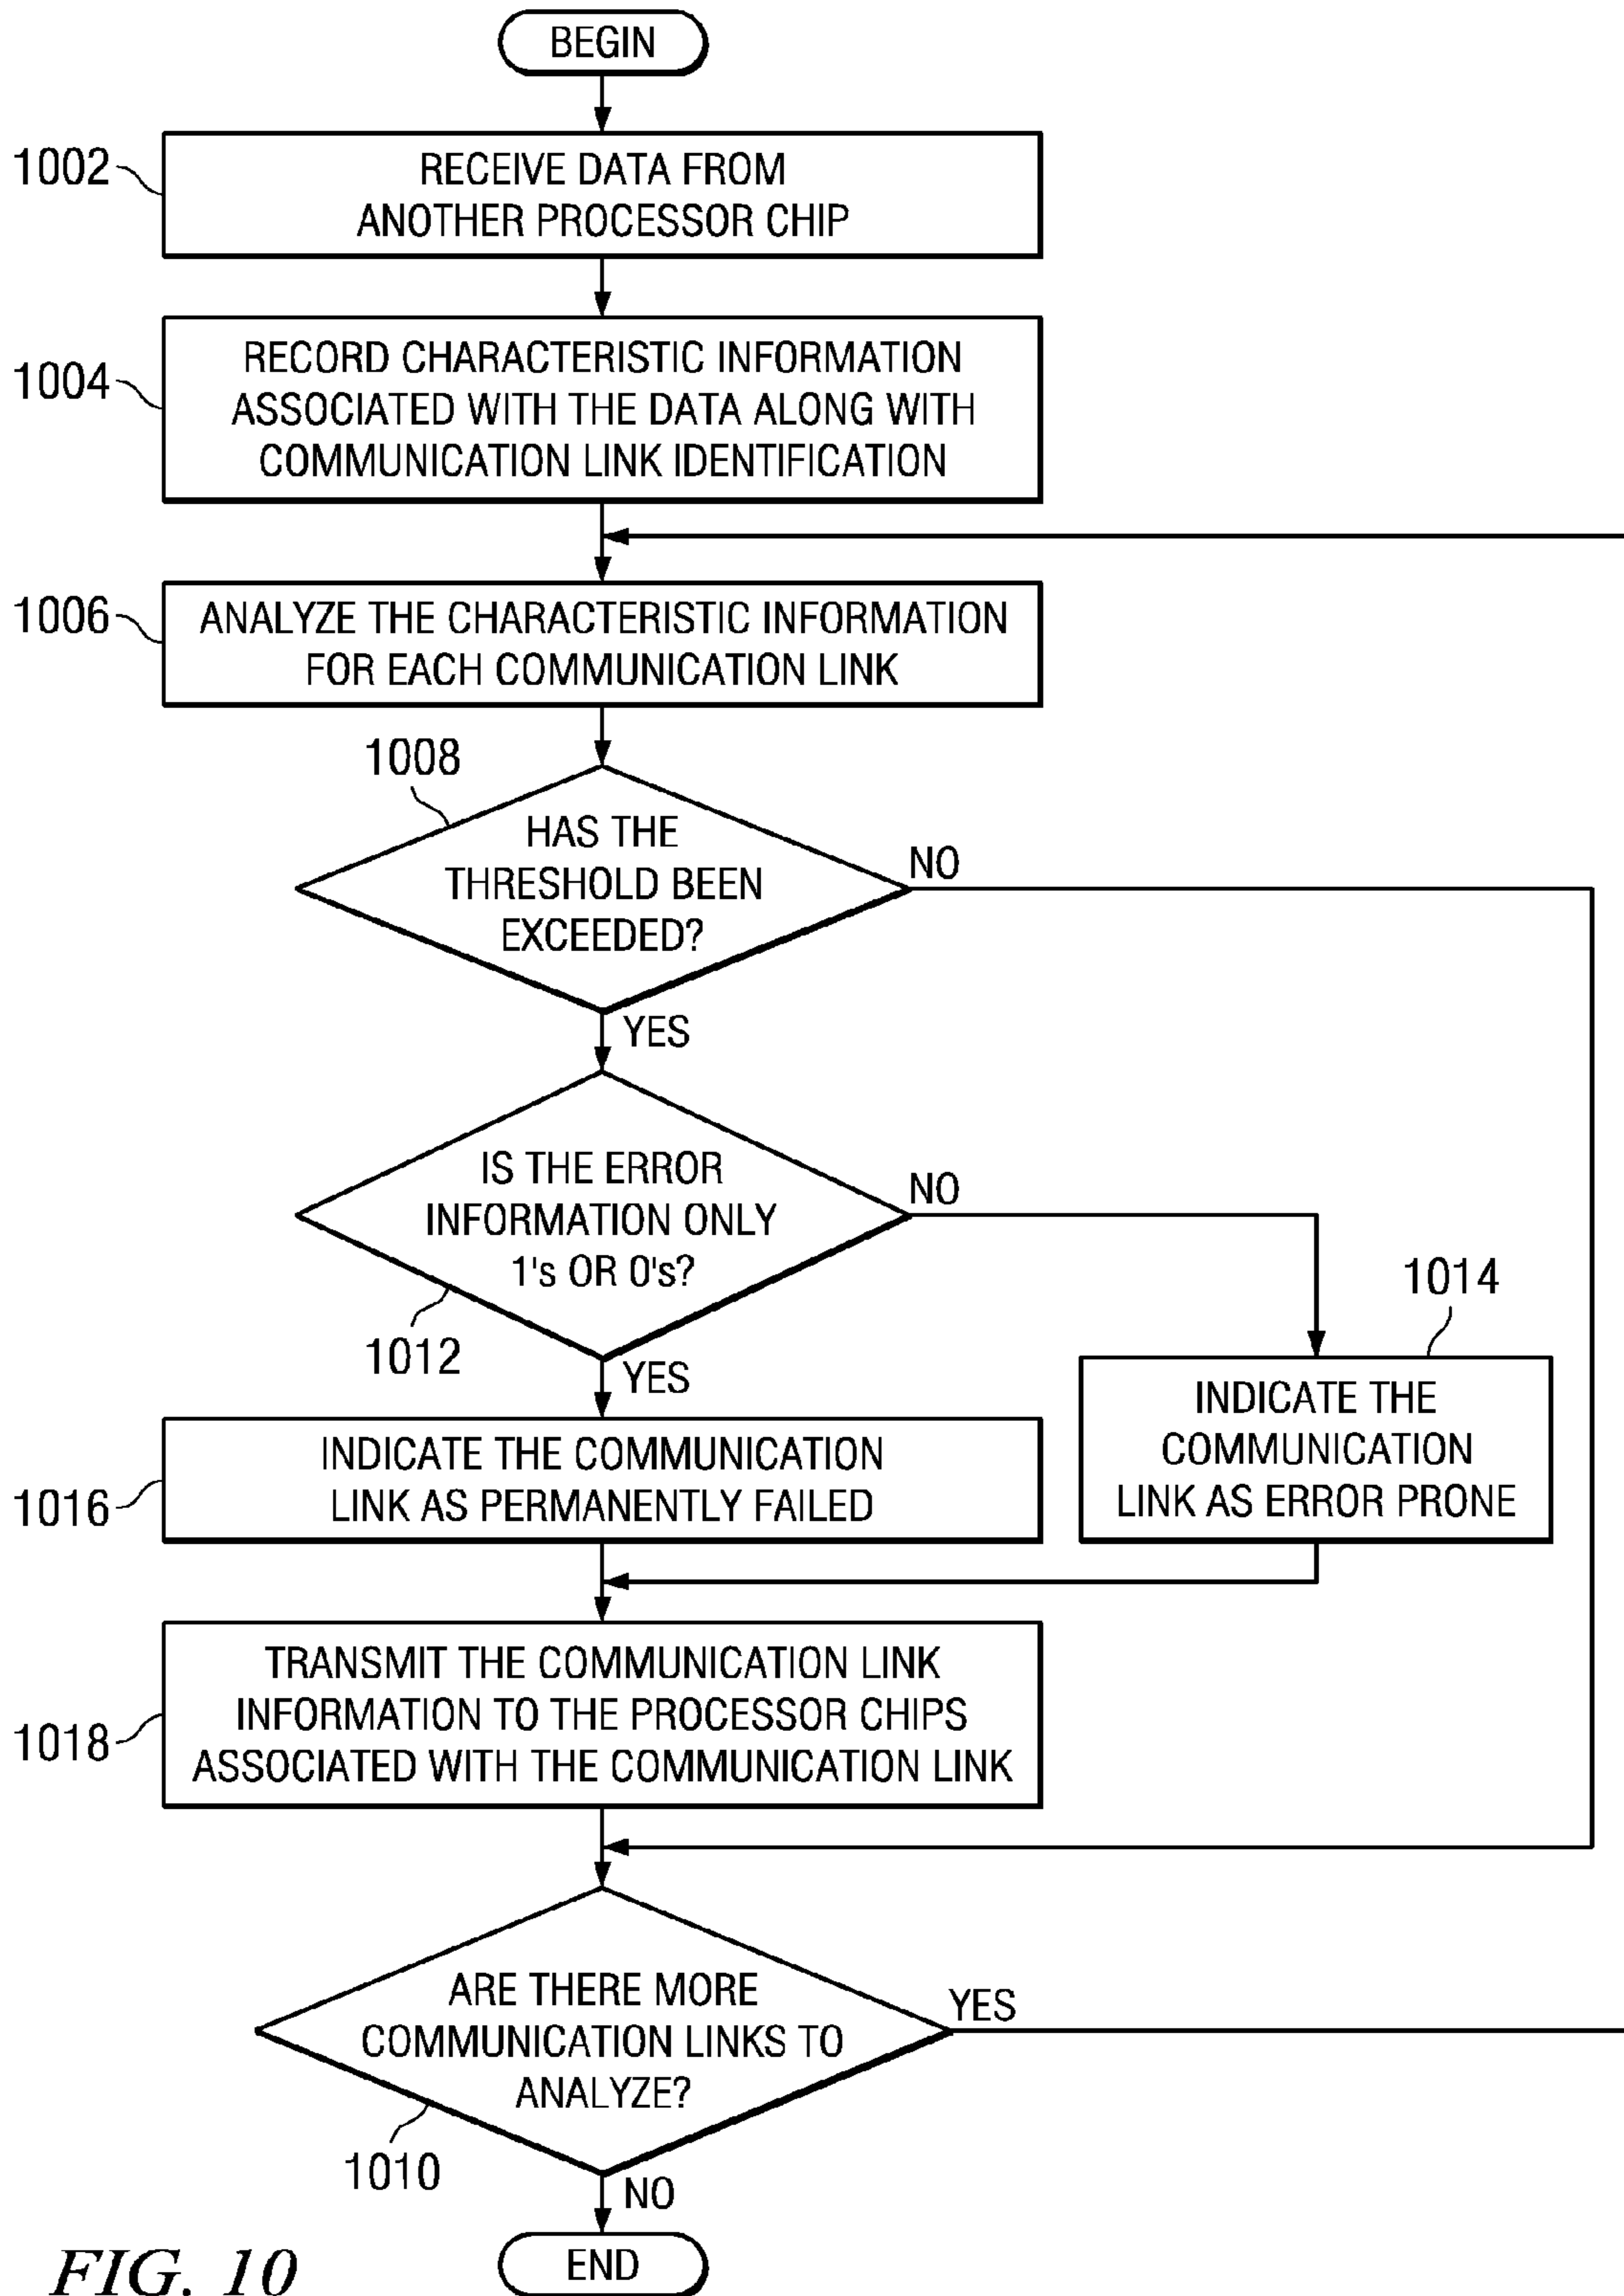 BEGIN
1002
RECEIVE DATA FROM
ANOTHER PROCESSOR CHIP
1004
RECORD CHARACTERISTIC INFORMATION
ASSOCIATED WITH THE DATA ALONG WITH
COMMUNICATION LINK IDENTIFICATION
1006
ANALYZE THE CHARACTERISTIC INFORMATION
FOR EACH COMMUNICATION LINK
1008
HAS THE
THRESHOLD BEEN
EXCEEDED?
NO
YES
IS THE ERROR
INFORMATION ONLY
1's OR 0's?
NO
1012
YES
1014
INDICATE THE
COMMUNICATION
LINK AS ERROR PRONE
1016
INDICATE THE COMMUNICATION
LINK AS PERMANENTLY FAILED
1018
TRANSMIT THE COMMUNICATION LINK
INFORMATION TO THE PROCESSOR CHIPS
ASSOCIATED WITH THE COMMUNICATION LINK
ARE THERE MORE
COMMUNICATION LINKS TO
ANALYZE?
YES
1010
NO
END
FIG. 10